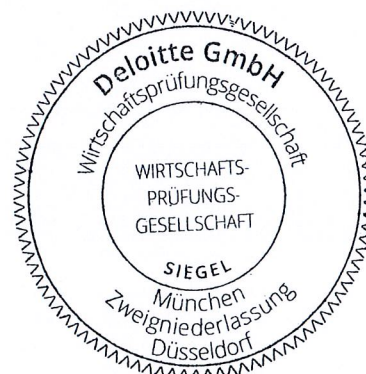 Deloitte GmbH
Wirtschaftsprüfungsgesellschaft
WIRTSCHAFTS-
PRÜFUNGS-
GESELLSCHAFT
SIEGEL
München
Zweigniederlassung
Düsseldorf